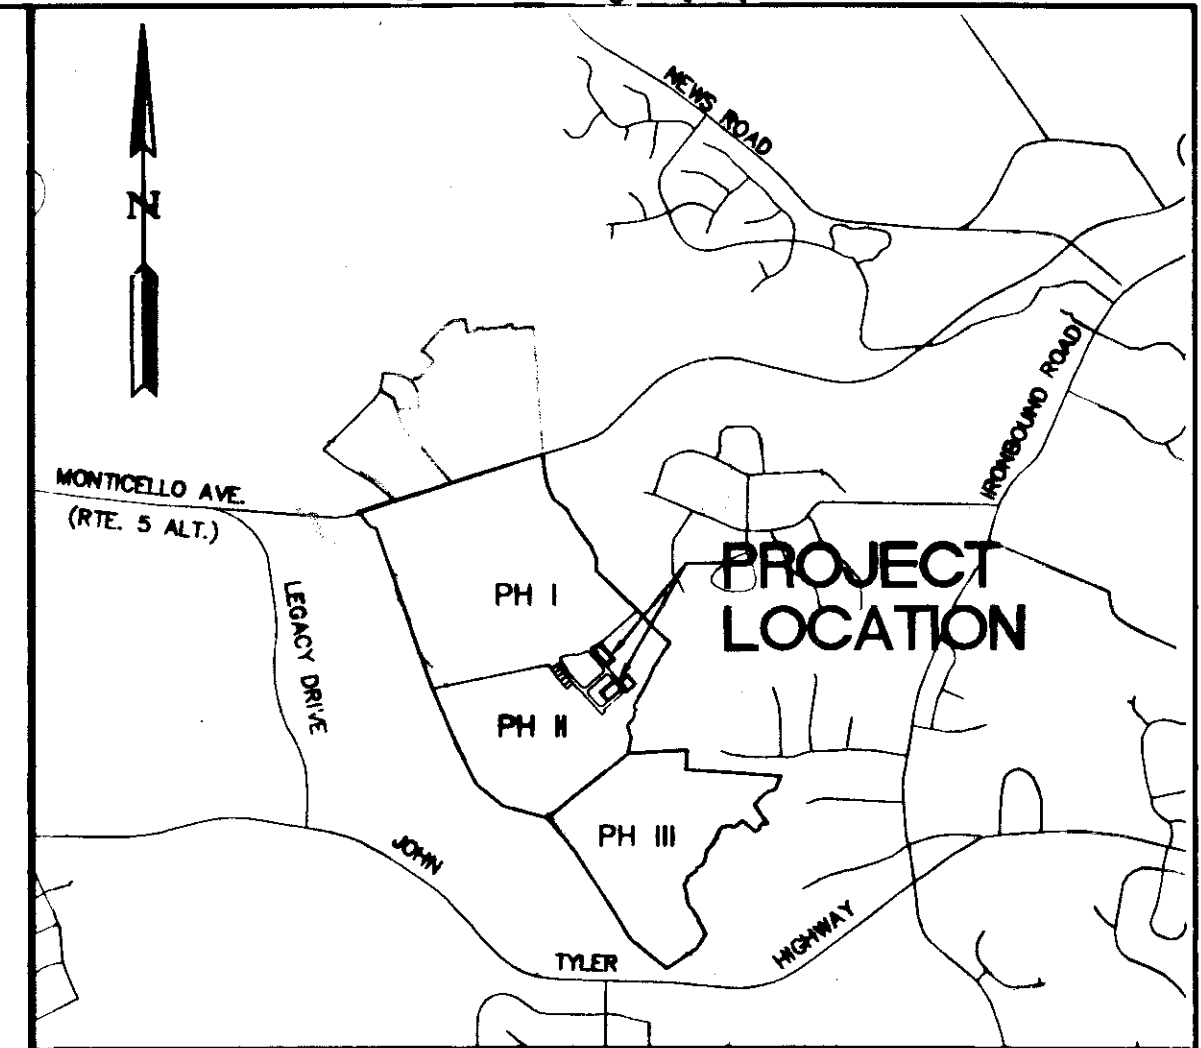 NEWS ROAD
N
IRONBOUND ROAD
MONTICELLO AVE.
(RTE. 5 ALT.)
PROJECT
LOCATION
PH I
LEGACY DRIVE
PH II
PH III
JOHN
HIGHWAY
TYLER